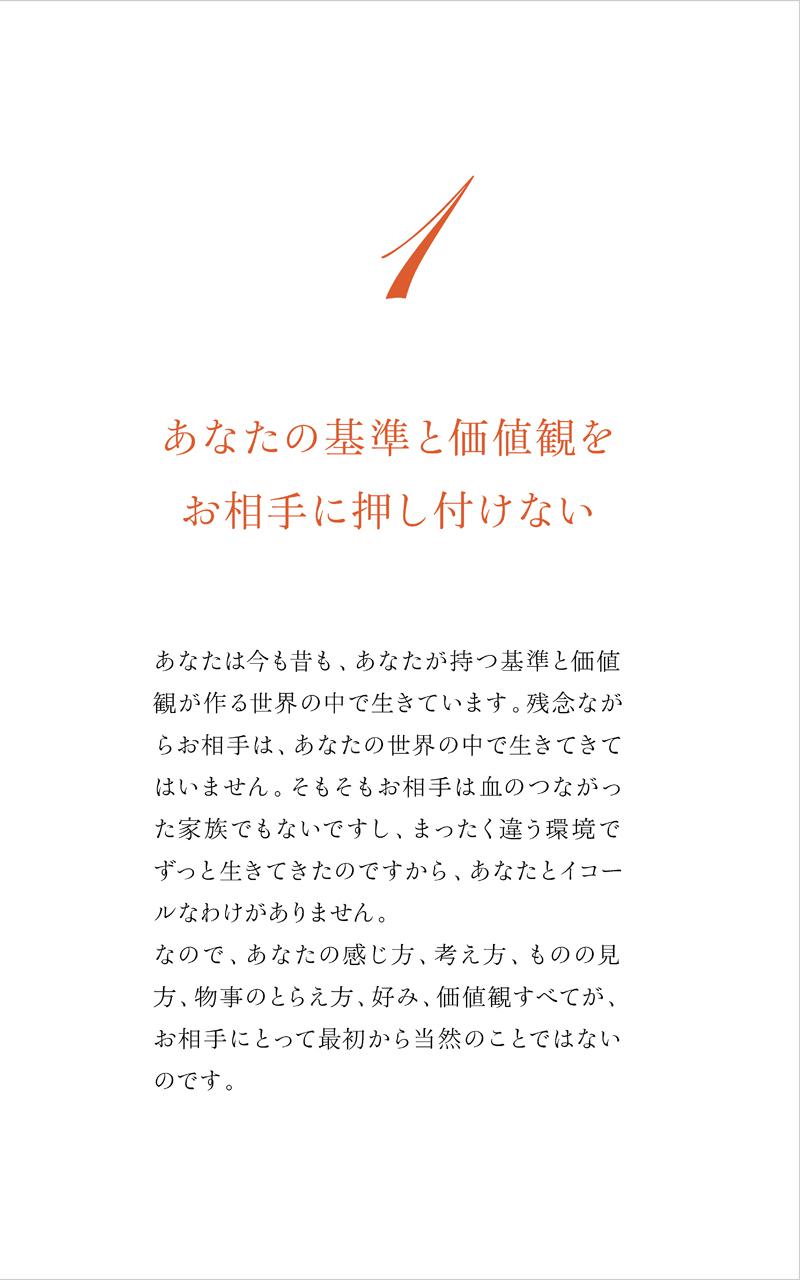 1
あなたの基準と価値観を
お相手に押し付けない
あなたは今も昔も、あなたが持つ基準と価値
観が作る世界の中で生きています。残念なが
らお相手は、あなたの世界の中で生きてきて
はいません。そもそもお相手は血のつながっ
た家族でもないですし、まったく違う環境で
ずっと生きてきたのですから、あなたとイコー
ルなわけがありません。
なので、あなたの感じ方、考え方、ものの見
方、物事のとらえ方、好み、価値観すべてが、
お相手にとって最初から当然のことではない
のです。